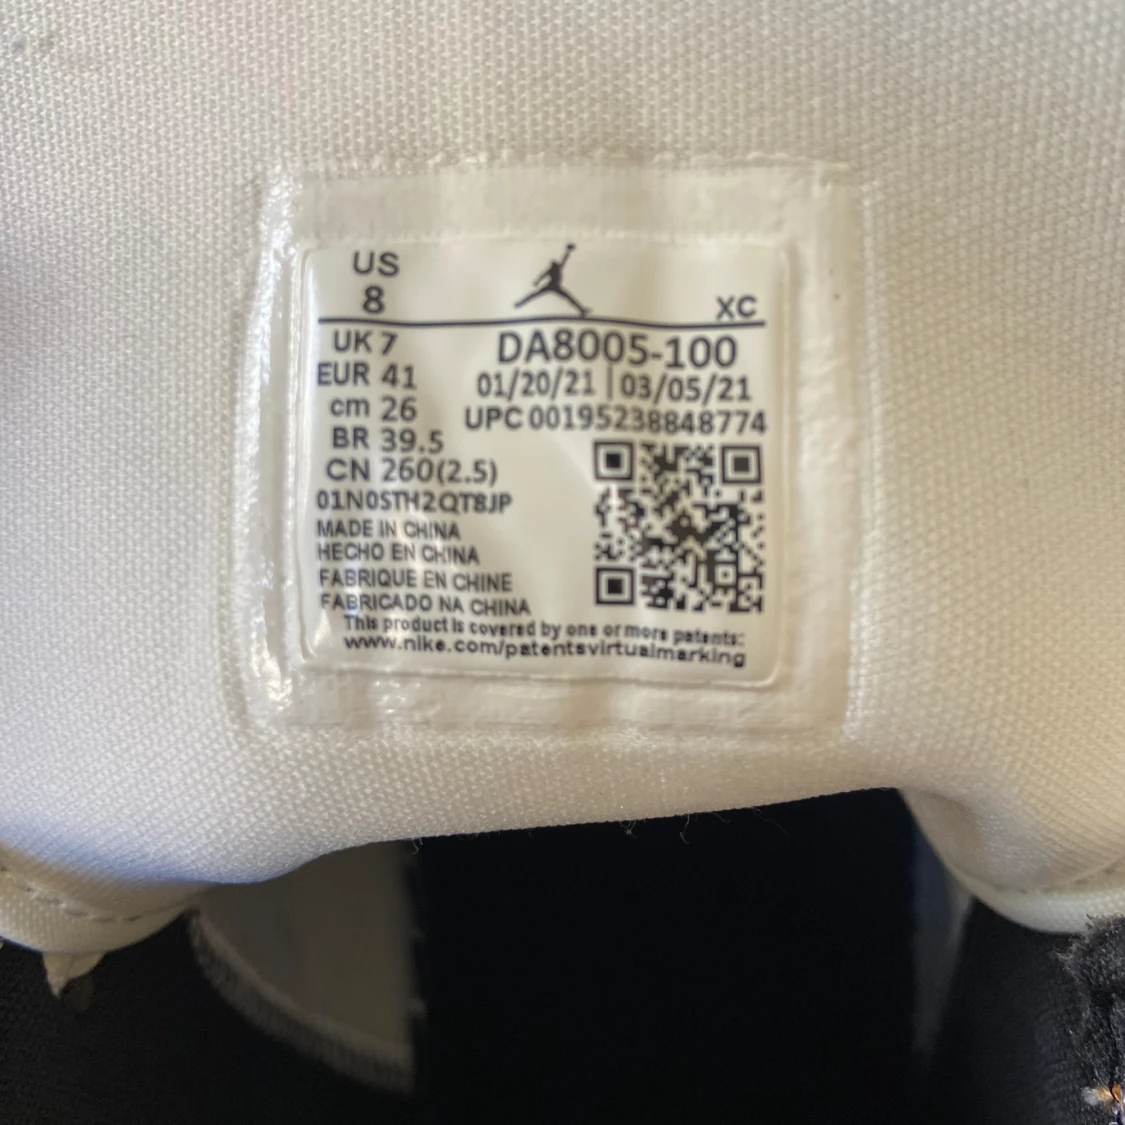 US
8
XC
UK 7
EUR 41
cm 26
BR 39.5
CN 260(2.5)
01N0STH2QT8JP
DA8005-100
01/20/21 | 03/05/21
UPC 00195238848774
MADE IN CHINA
HECHO EN CHINA
FABRIQUE EN CHINE
FABRICADO NA CHINA
This product is covered by one or more patents:
www.nike.com/patentsvirtualmarking